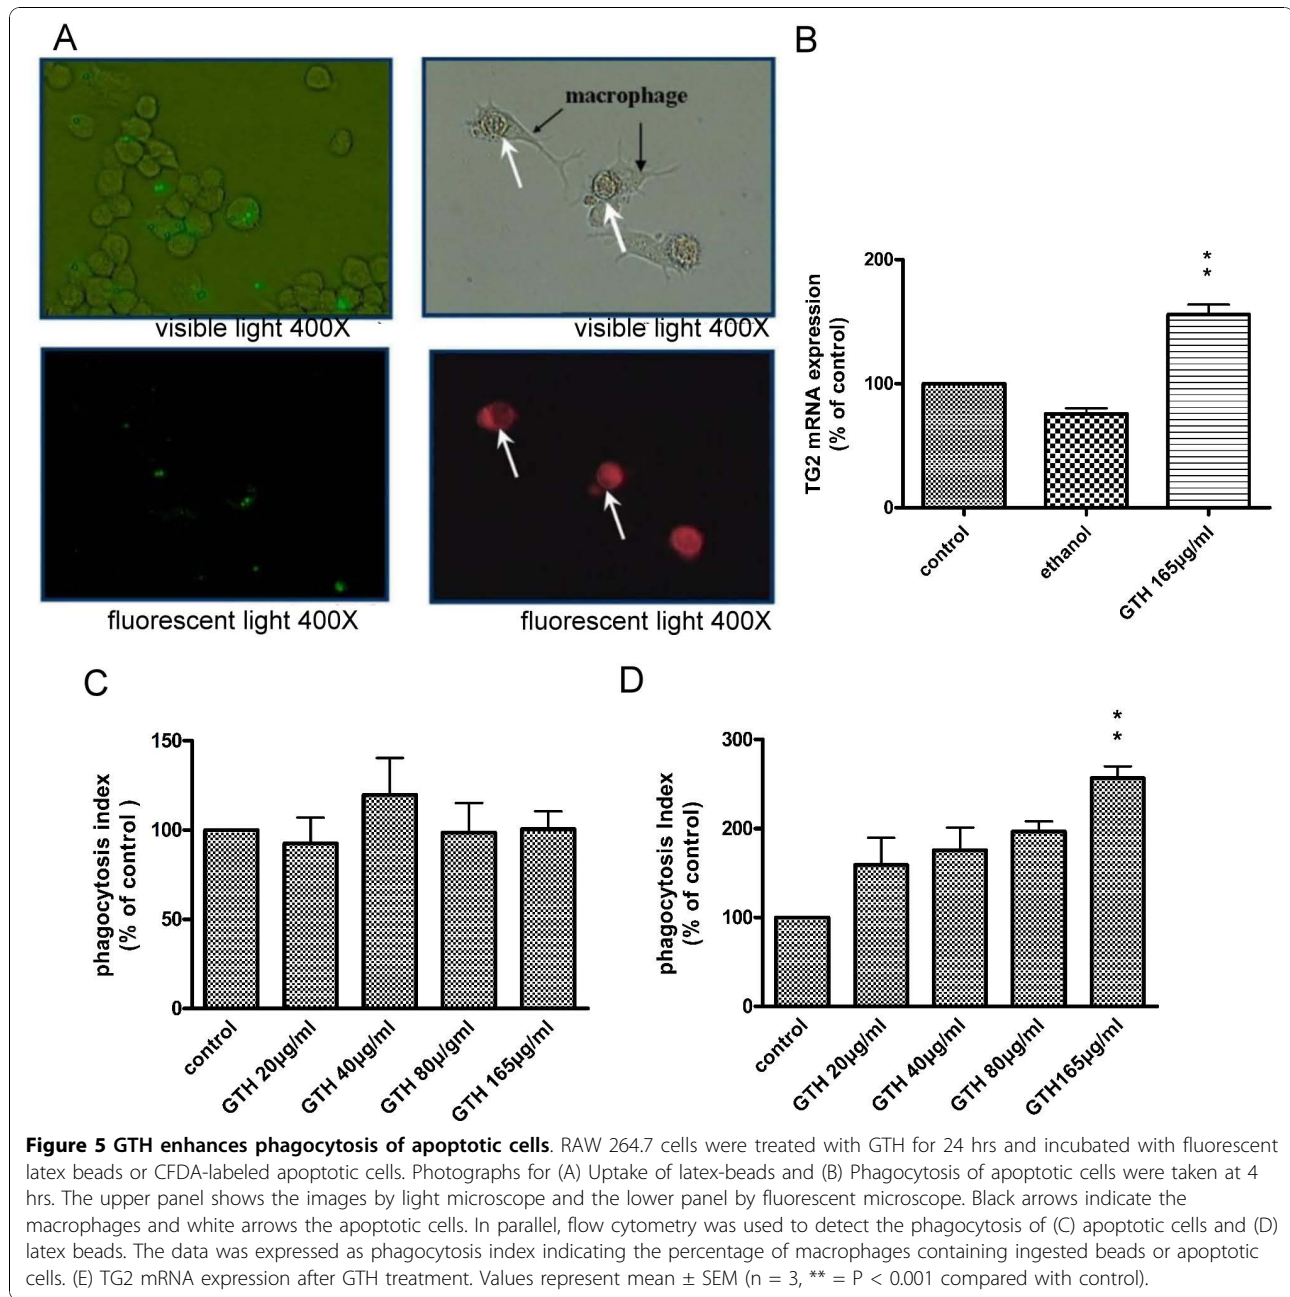 A
macrophage
visible light 400X
visible light 400X
fluorescent light 400X
fluorescent light 400X
B
TG2 mRNA expression
(% of control)
200
100
0
control
ethanol
GTH 165µg/ml
**
C
phagocytosis index
(% of control )
150
100
50
0
control
GTH 20µg/ml
GTH 40µg/ml
GTH 80µ/gml
GTH 165µg/ml
D
phagocytosis Index
(% of control)
300
200
100
0
control
GTH 20µg/ml
GTH 40µg/ml
GTH 80µg/ml
GTH165µg/ml
**
Figure 5 GTH enhances phagocytosis of apoptotic cells. RAW 264.7 cells were treated with GTH for 24 hrs and incubated with fluorescent
latex beads or CFDA-labeled apoptotic cells. Photographs for (A) Uptake of latex-beads and (B) Phagocytosis of apoptotic cells were taken at 4
hrs. The upper panel shows the images by light microscope and the lower panel by fluorescent microscope. Black arrows indicate the
macrophages and white arrows the apoptotic cells. In parallel, flow cytometry was used to detect the phagocytosis of (C) apoptotic cells and (D)
latex beads. The data was expressed as phagocytosis index indicating the percentage of macrophages containing ingested beads or apoptotic
cells. (E) TG2 mRNA expression after GTH treatment. Values represent mean ± SEM (n = 3, ** = P < 0.001 compared with control).